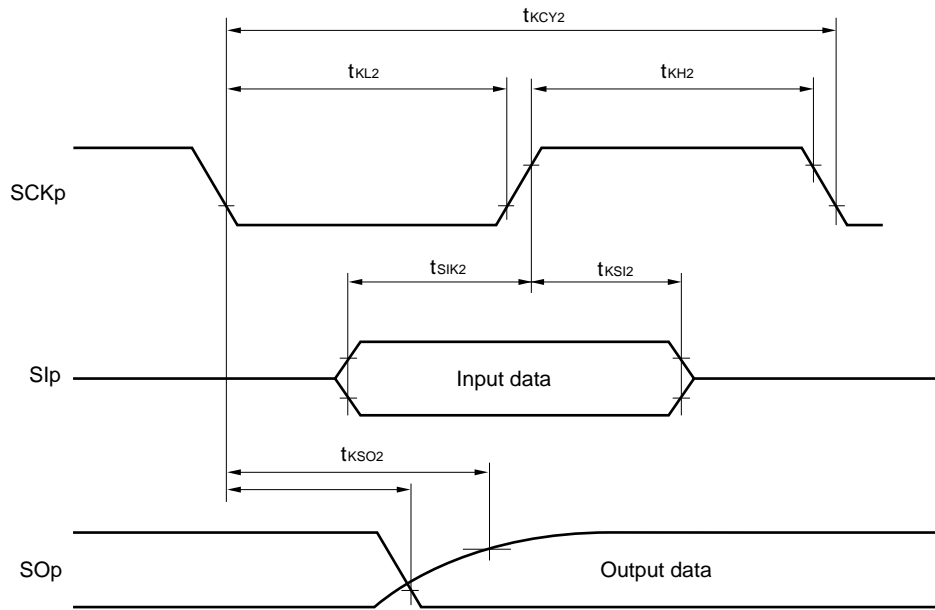 tKCY2
tKL2
tKH2
SCKp
tSIK2
tKSI2
SIp
Input data
tKSO2
SOp
Output data